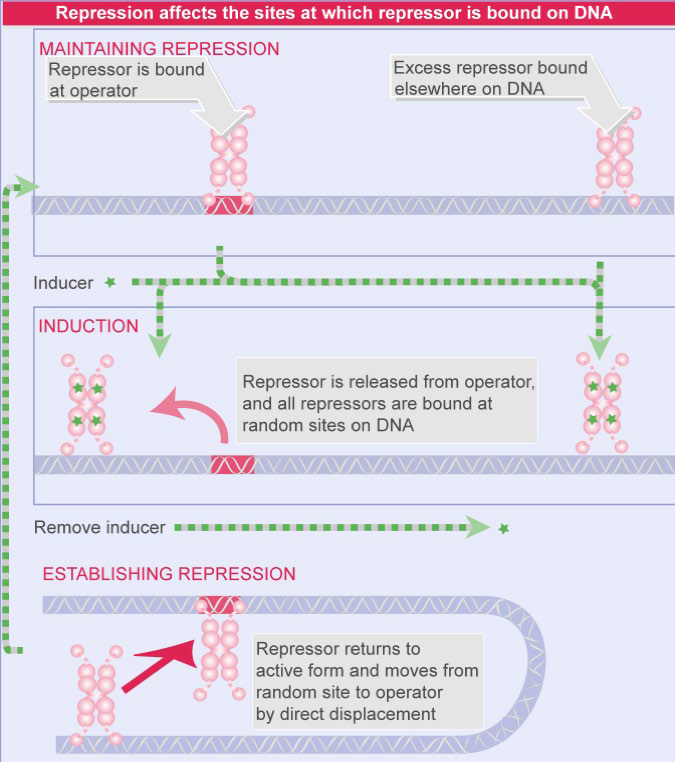 Repression affects the sites at which repressor is bound on DNA
MAINTAINING REPRESSION
Repressor is bound
at operator
Excess repressor bound
elsewhere on DNA
Inducer
INDUCTION
Repressor is released from operator,
and all repressors are bound at
random sites on DNA
Remove inducer
ESTABLISHING REPRESSION
Repressor returns to
active form and moves from
random site to operator
by direct displacement